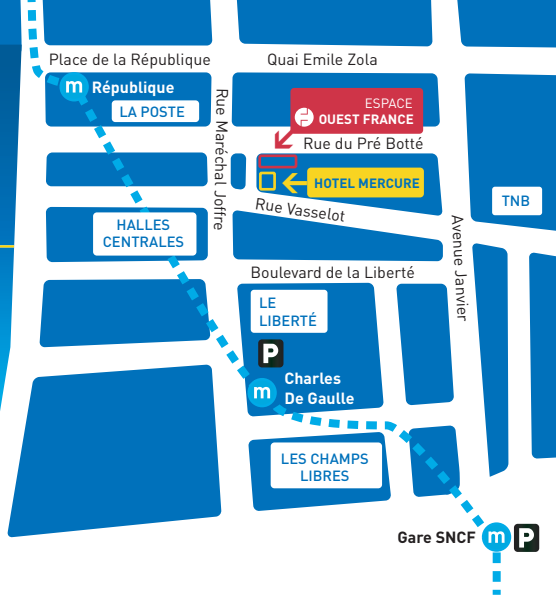 Place de la République
Quai Emile Zola
m République
LA POSTE
Rue Maréchal Joffre
ESPACE
OUEST FRANCE
Rue du Pré Botté
HOTEL MERCURE
Rue Vasselot
TNB
HALLES
CENTRALES
Avenue Janvier
Boulevard de la Liberté
LE
LIBERTÉ
P
m Charles
De Gaulle
LES CHAMPS
LIBRES
Gare SNCF m P